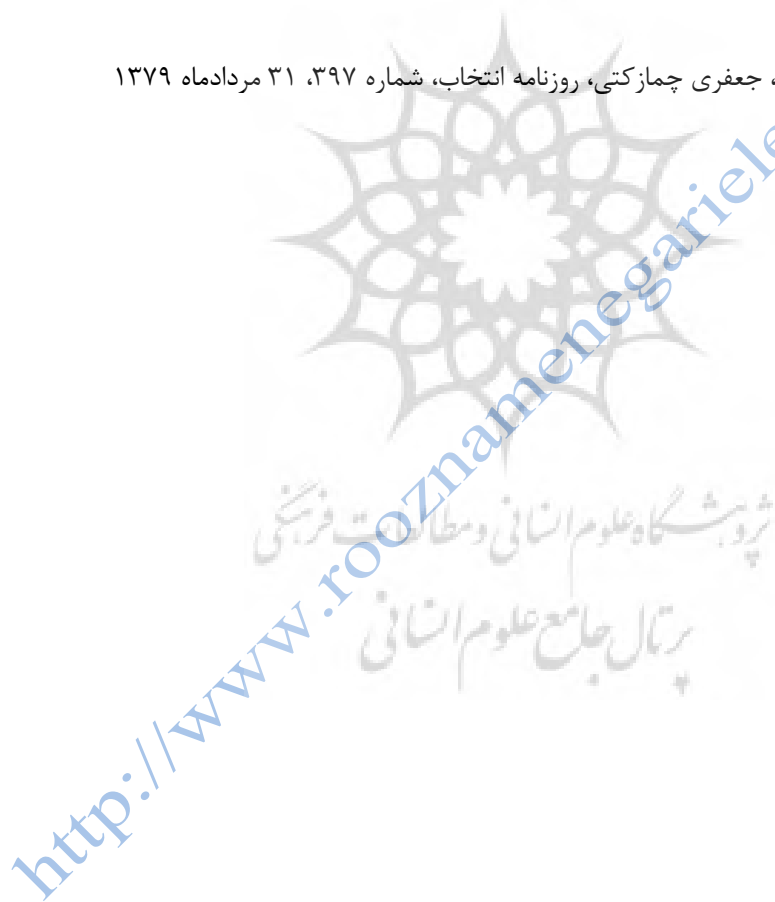 ، جعفری چمازکتی، روزنامه انتخاب، شماره ۳۹۷، ۳۱ مردادماه ۱۳۷۹
پژوهشگاه علوم انسانی و مطالعات فرهنگی
پرتال جامع علوم انسانی
http://www.rooznamenegariele